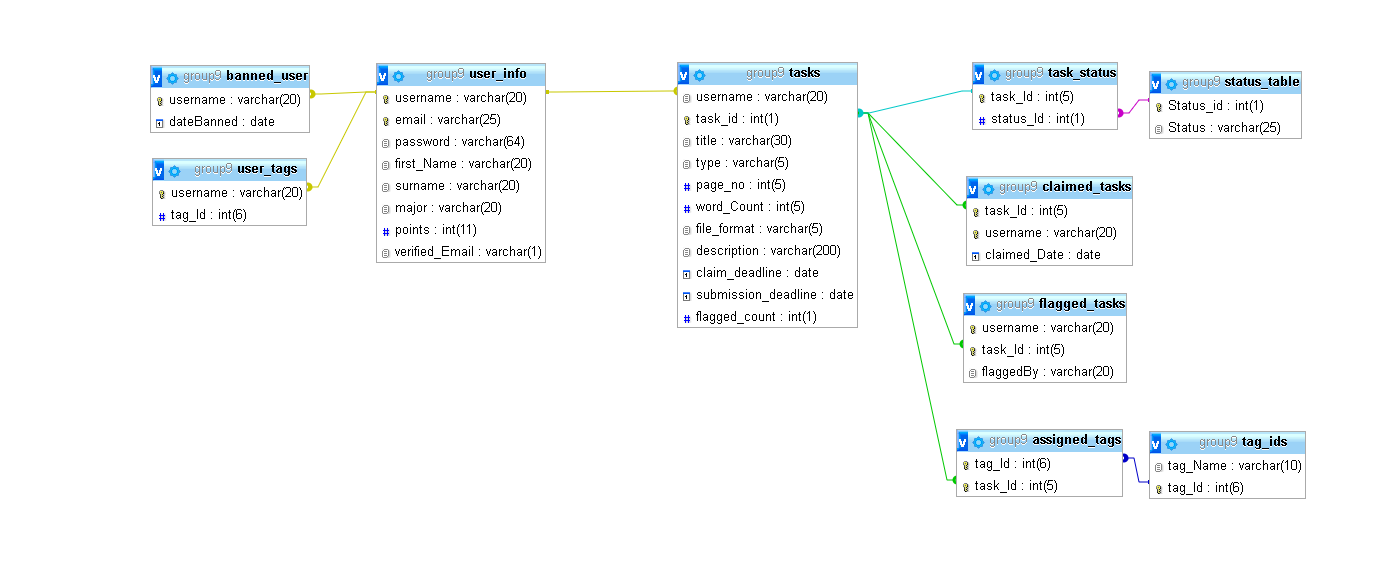 group9 banned_user
username : varchar(20)
dateBanned : date
group9 user_tags
username : varchar(20)
tag_Id : int(6)
group9 user_info
username : varchar(20)
email : varchar(25)
password : varchar(64)
first_Name : varchar(20)
surname : varchar(20)
major : varchar(20)
points : int(11)
verified_Email : varchar(1)
group9 tasks
username : varchar(20)
task_id : int(1)
title : varchar(30)
type : varchar(5)
page_no : int(5)
word_Count : int(5)
file_format : varchar(5)
description : varchar(200)
claim_deadline : date
submission_deadline : date
flagged_count : int(1)
group9 task_status
task_Id : int(5)
status_Id : int(1)
group9 status_table
Status_id : int(1)
Status : varchar(25)
group9 claimed_tasks
task_Id : int(5)
username : varchar(20)
claimed_Date : date
group9 flagged_tasks
username : varchar(20)
task_Id : int(5)
flaggedBy : varchar(20)
group9 assigned_tags
tag_Id : int(6)
task_Id : int(5)
group9 tag_ids
tag_Name : varchar(10)
tag_Id : int(6)